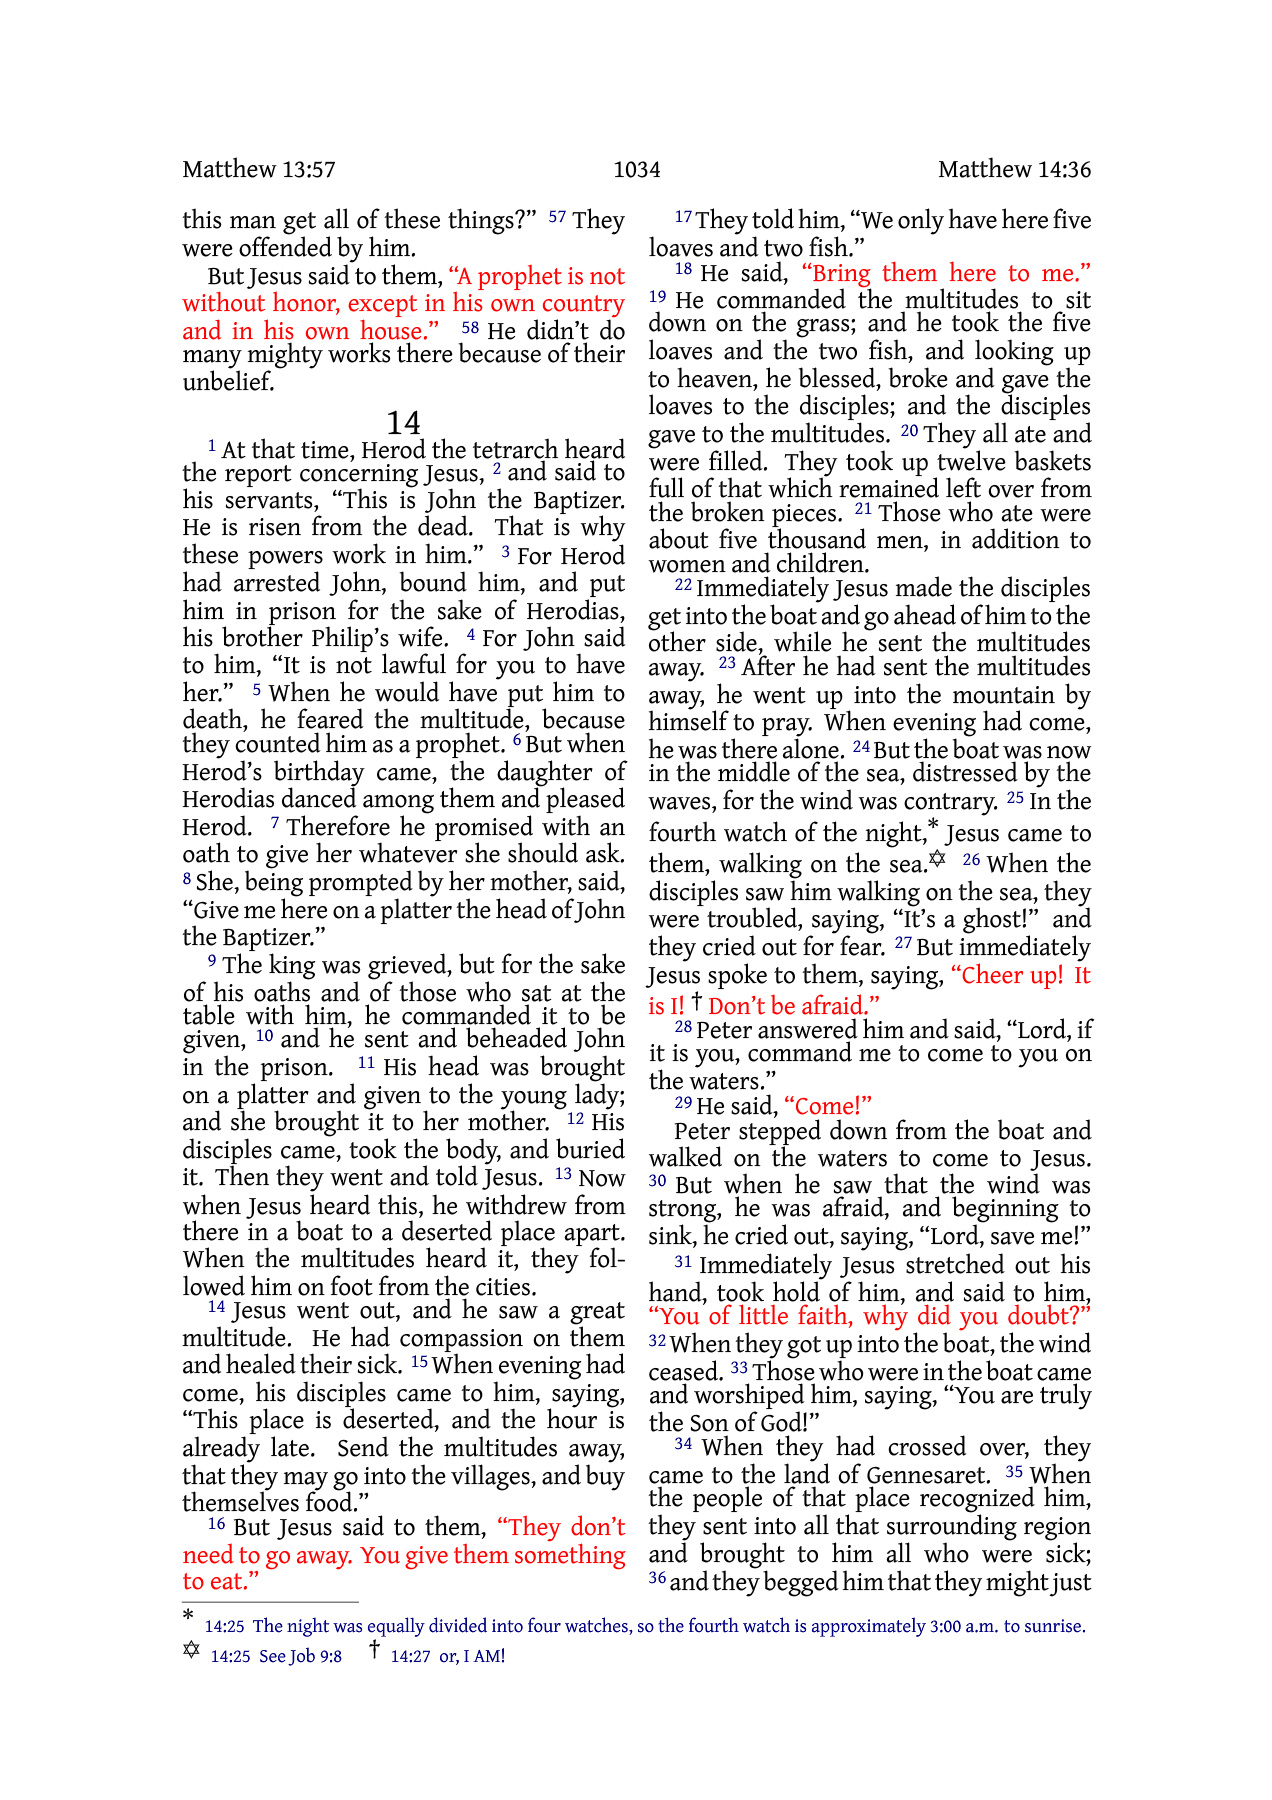 Matthew 13:57 1034 Matthew 14:36
this man get all of these things?” 57 They
were offended by him.
But Jesus said to them, “A prophet is not
without honor, except in his own country
and in his own house.” 58 He didn’t do
many mighty works there because of their
unbelief.
14
1 At that time, Herod the tetrarch heard
the report concerning Jesus, 2 and said to
his servants, “This is John the Baptizer.
He is risen from the dead. That is why
these powers work in him.” 3 For Herod
had arrested John, bound him, and put
him in prison for the sake of Herodias,
his brother Philip’s wife. 4 For John said
to him, “It is not lawful for you to have
her.” 5 When he would have put him to
death, he feared the multitude, because
they counted him as a prophet. 6 But when
Herod’s birthday came, the daughter of
Herodias danced among them and pleased
Herod. 7 Therefore he promised with an
oath to give her whatever she should ask.
8 She, being prompted by her mother, said,
“Give me here on a platter the head of John
the Baptizer.”
9 The king was grieved, but for the sake
of his oaths and of those who sat at the
table with him, he commanded it to be
given, 10 and he sent and beheaded John
in the prison. 11 His head was brought
on a platter and given to the young lady;
and she brought it to her mother. 12 His
disciples came, took the body, and buried
it. Then they went and told Jesus. 13 Now
when Jesus heard this, he withdrew from
there in a boat to a deserted place apart.
When the multitudes heard it, they fol-
lowed him on foot from the cities.
14 Jesus went out, and he saw a great
multitude. He had compassion on them
and healed their sick. 15 When evening had
come, his disciples came to him, saying,
“This place is deserted, and the hour is
already late. Send the multitudes away,
that they may go into the villages, and buy
themselves food.”
16 But Jesus said to them, “They don’t
need to go away. You give them something
to eat.”
17 They told him, “We only have here five
loaves and two fish.”
18 He said, “Bring them here to me.”
19 He commanded the multitudes to sit
down on the grass; and he took the five
loaves and the two fish, and looking up
to heaven, he blessed, broke and gave the
loaves to the disciples; and the disciples
gave to the multitudes. 20 They all ate and
were filled. They took up twelve baskets
full of that which remained left over from
the broken pieces. 21 Those who ate were
about five thousand men, in addition to
women and children.
22 Immediately Jesus made the disciples
get into the boat and go ahead of him to the
other side, while he sent the multitudes
away. 23 After he had sent the multitudes
away, he went up into the mountain by
himself to pray. When evening had come,
he was there alone. 24 But the boat was now
in the middle of the sea, distressed by the
waves, for the wind was contrary. 25 In the
fourth watch of the night,* Jesus came to
them, walking on the sea.✡ 26 When the
disciples saw him walking on the sea, they
were troubled, saying, “It’s a ghost!” and
they cried out for fear. 27 But immediately
Jesus spoke to them, saying, “Cheer up! It
is I! † Don’t be afraid.”
28 Peter answered him and said, “Lord, if
it is you, command me to come to you on
the waters.”
29 He said, “Come!”
Peter stepped down from the boat and
walked on the waters to come to Jesus.
30 But when he saw that the wind was
strong, he was afraid, and beginning to
sink, he cried out, saying, “Lord, save me!”
31 Immediately Jesus stretched out his
hand, took hold of him, and said to him,
“You of little faith, why did you doubt?”
32 When they got up into the boat, the wind
ceased. 33 Those who were in the boat came
and worshiped him, saying, “You are truly
the Son of God!”
34 When they had crossed over, they
came to the land of Gennesaret. 35 When
the people of that place recognized him,
they sent into all that surrounding region
and brought to him all who were sick;
36 and they begged him that they might just
* 14:25 The night was equally divided into four watches, so the fourth watch is approximately 3:00 a.m. to sunrise.
✡ 14:25 See Job 9:8 † 14:27 or, I AM!